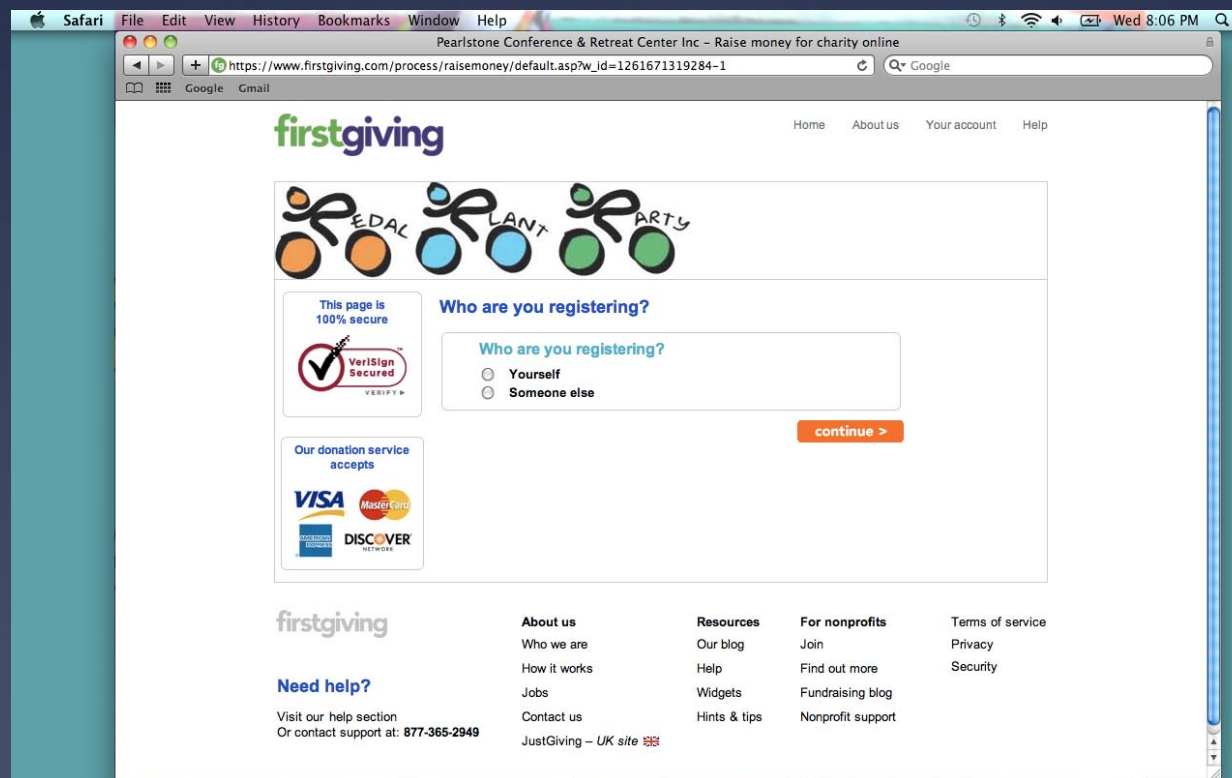 Safari File Edit View History Bookmarks Window Help Wed 8:06 PM
Pearlstone Conference & Retreat Center Inc – Raise money for charity online
https://www.firstgiving.com/process/raisemoney/default.asp?w_id=1261671319284-1 Google
Google Gmail
firstgiving
Home About us Your account Help
PEDAL PLANT PARTY
This page is
100% secure
VeriSign
Secured
VERIFY
Our donation service
accepts
VISA MasterCard
AMERICAN EXPRESS DISCOVER
NETWORK
Who are you registering?
Who are you registering?
Yourself
Someone else
continue >
firstgiving
Need help?
Visit our help section
Or contact support at: 877-365-2949
About us
Who we are
How it works
Jobs
Contact us
JustGiving – UK site
Resources
Our blog
Help
Widgets
Hints & tips
For nonprofits
Join
Find out more
Fundraising blog
Nonprofit support
Terms of service
Privacy
Security